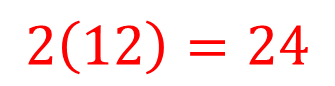 2(12) = 24